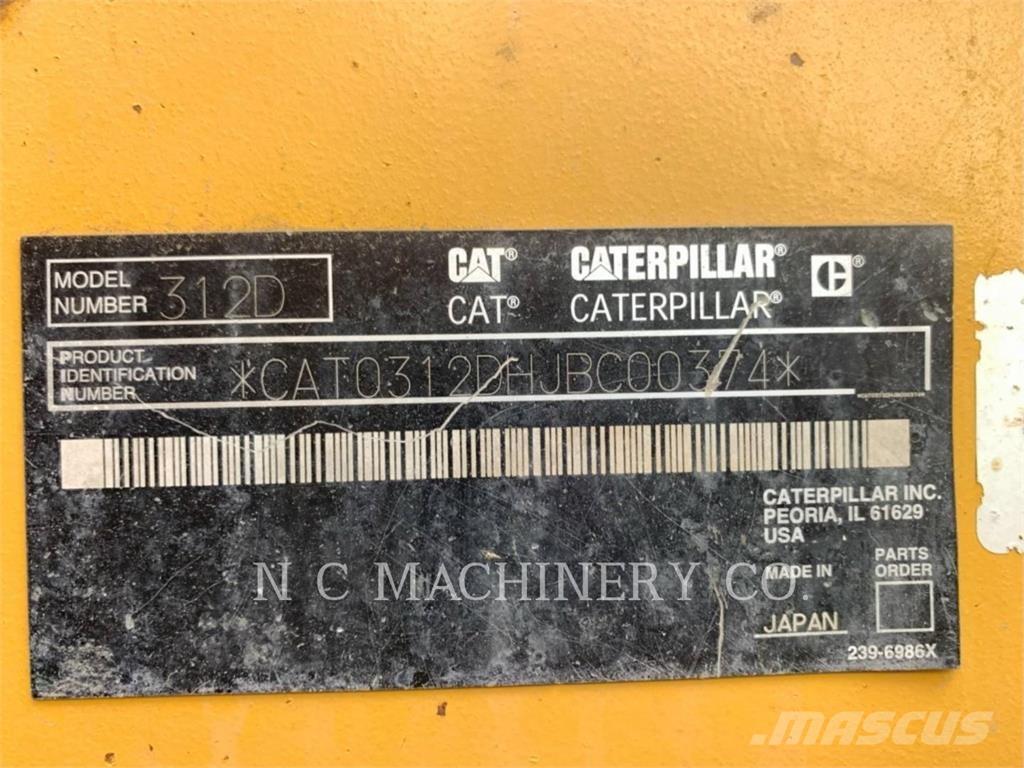 MODEL
NUMBER 312D
CAT® CATERPILLAR® C®
CAT® CATERPILLAR®
PRODUCT
IDENTIFICATION
NUMBER
*CAT0312DHJBC00374*
CATERPILLAR INC.
PEORIA, IL 61629
USA
MADE IN
JAPAN
PARTS
ORDER
239-6986X
N C MACHINERY CO.
MASCUS